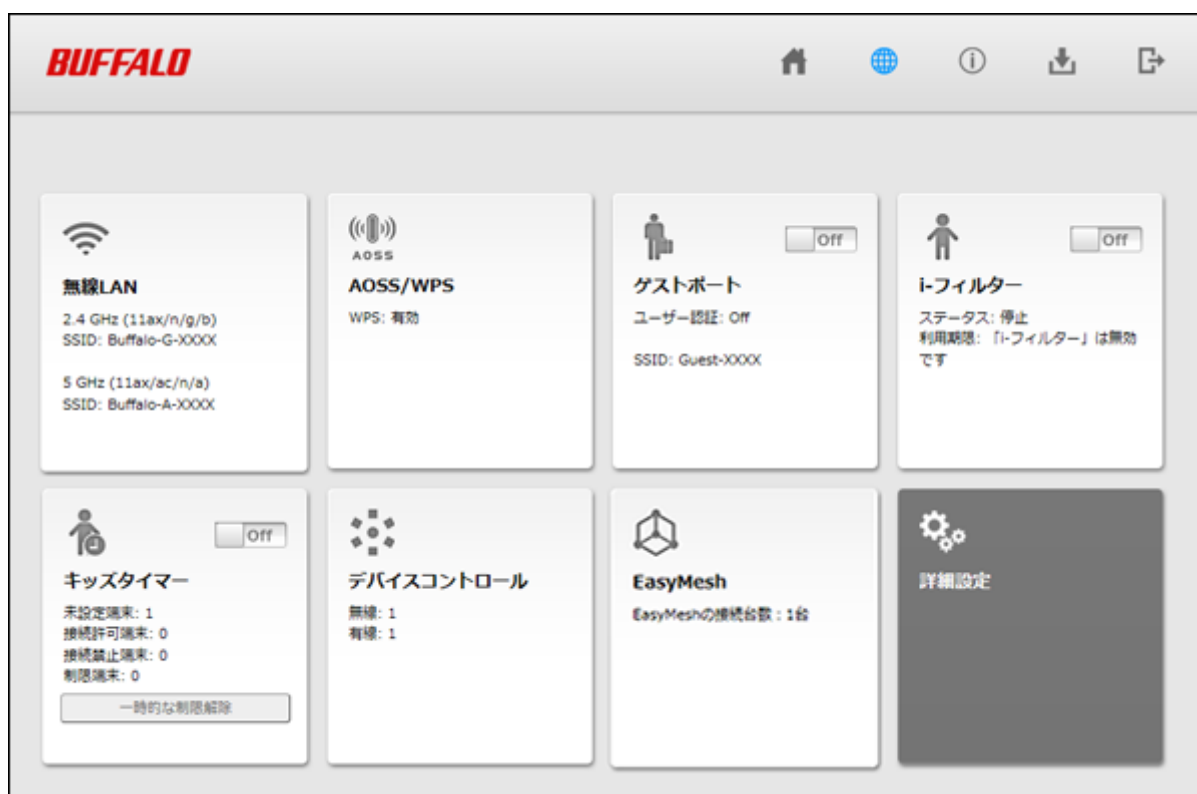 BUFFALO
AOSS
Off
Off
無線LAN
AOSS/WPS
ゲストポート
i-フィルター
2.4 GHz (11ax/n/g/b)
SSID: Buffalo-G-XXXX
5 GHz (11ax/ac/n/a)
SSID: Buffalo-A-XXXX
WPS: 有効
ユーザー認証: Off
SSID: Guest-XXXX
ステータス: 停止
利用期限: 「i-フィルター」は無効
です
Off
キッズタイマー
未設定端末: 1
接続許可端末: 0
接続禁止端末: 0
制限端末: 0
一時的な制限解除
デバイスコントロール
無線: 1
有線: 1
EasyMesh
EasyMeshの接続台数 : 1台
詳細設定